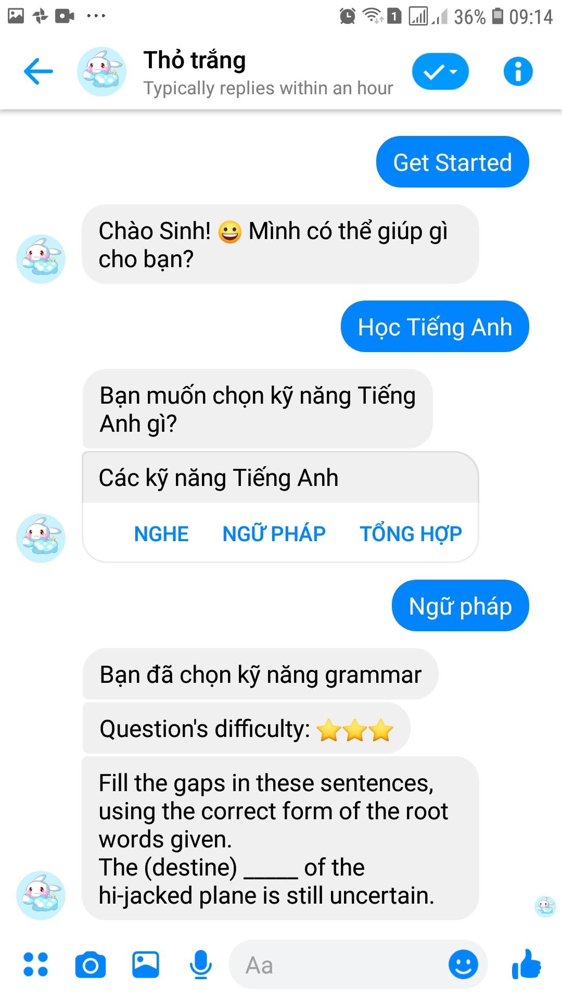 1 36% 09:14
Thỏ trắng
Typically replies within an hour
Get Started
Chào Sinh! 😀 Mình có thể giúp gì
cho bạn?
Học Tiếng Anh
Bạn muốn chọn kỹ năng Tiếng
Anh gì?
Các kỹ năng Tiếng Anh
NGHE NGỮ PHÁP TỔNG HỢP
Ngữ pháp
Bạn đã chọn kỹ năng grammar
Question's difficulty: ⭐⭐⭐
Fill the gaps in these sentences,
using the correct form of the root
words given.
The (destine) _____ of the
hi-jacked plane is still uncertain.
Aa